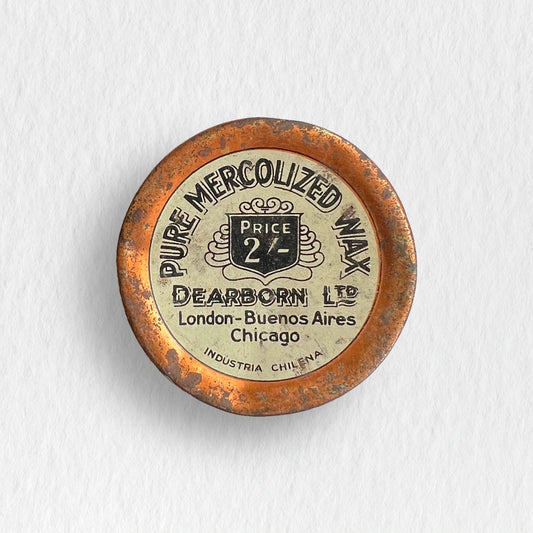 PURE MERCOLIZED WAX
PRICE
2/-
DEARBORN LTD
London-Buenos Aires
Chicago
INDUSTRIA CHILENA